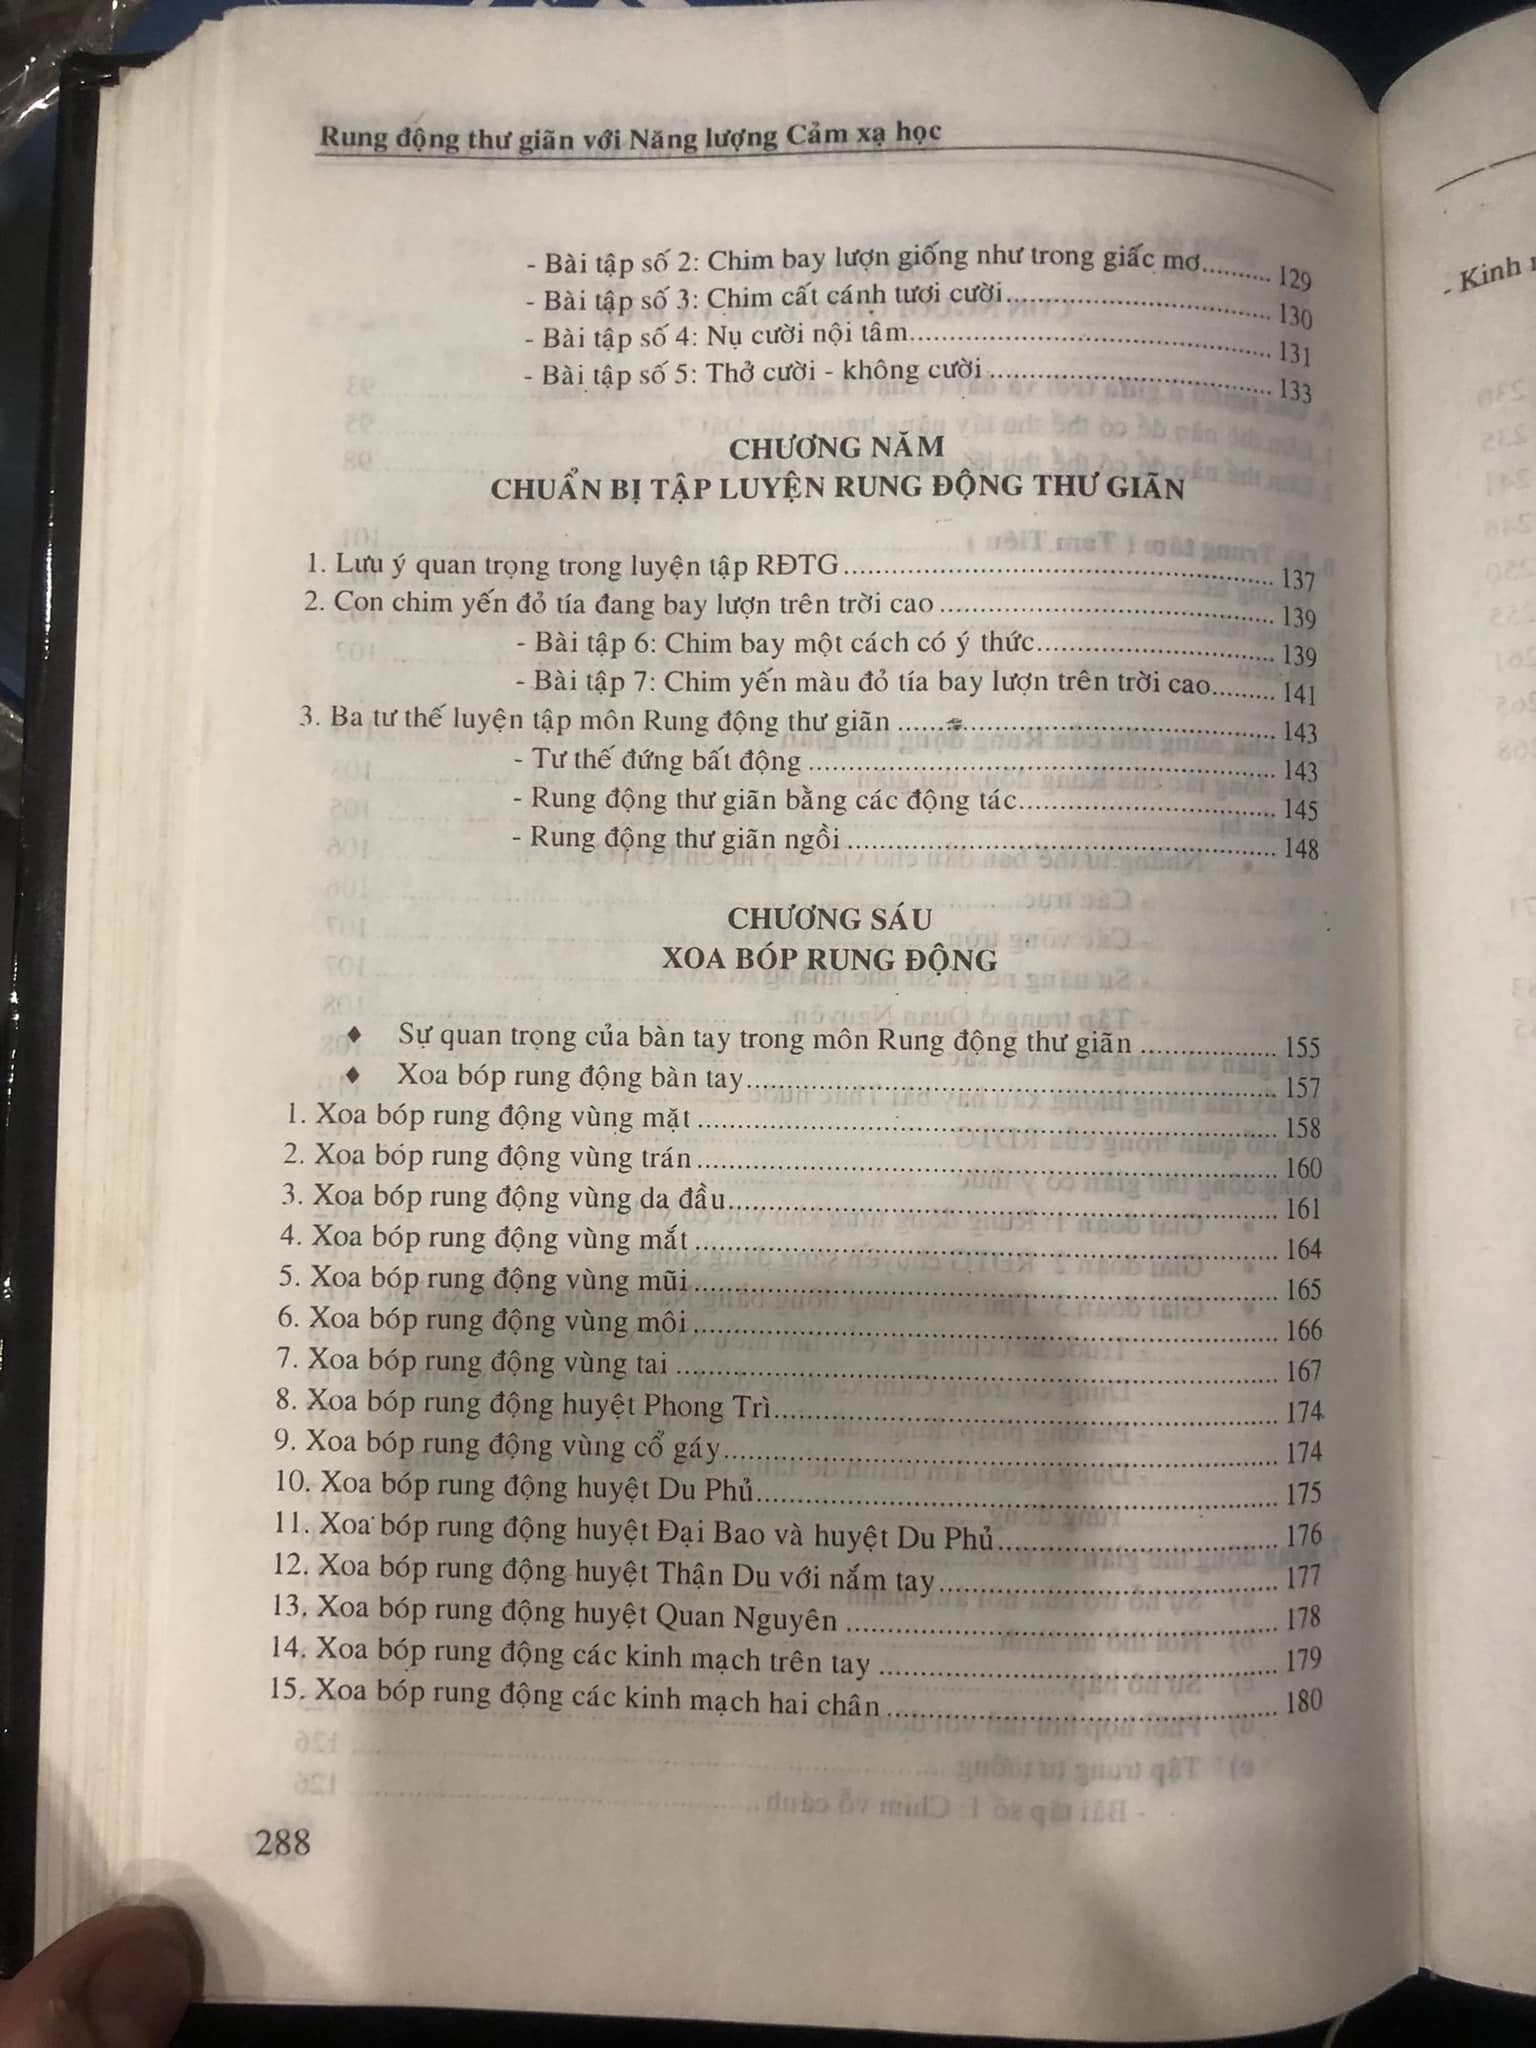 Rung động thư giãn với Năng lượng Cảm xạ học
- Bài tập số 2: Chim bay lượn giống như trong giấc mơ.......... 129
- Bài tập số 3: Chim cất cánh tươi cười.......... 130
- Bài tập số 4: Nụ cười nội tâm.......... 131
- Bài tập số 5: Thở cười - không cười.......... 133
CHƯƠNG NĂM
CHUẨN BỊ TẬP LUYỆN RUNG ĐỘNG THƯ GIÃN
1. Lưu ý quan trọng trong luyện tập RĐTG.......... 137
2. Con chim yến đỏ tía đang bay lượn trên trời cao.......... 139
- Bài tập 6: Chim bay một cách có ý thức.......... 139
- Bài tập 7: Chim yến màu đỏ tía bay lượn trên trời cao.......... 141
3. Ba tư thế luyện tập môn Rung động thư giãn.......... 143
- Tư thế đứng bất động.......... 143
- Rung động thư giãn bằng các động tác.......... 145
- Rung động thư giãn ngồi.......... 148
CHƯƠNG SÁU
XOA BÓP RUNG ĐỘNG
♦ Sự quan trọng của bàn tay trong môn Rung động thư giãn.......... 155
♦ Xoa bóp rung động bàn tay.......... 157
1. Xoa bóp rung động vùng mặt.......... 158
2. Xoa bóp rung động vùng trán.......... 160
3. Xoa bóp rung động vùng da đầu.......... 161
4. Xoa bóp rung động vùng mắt.......... 164
5. Xoa bóp rung động vùng mũi.......... 165
6. Xoa bóp rung động vùng môi.......... 166
7. Xoa bóp rung động vùng tai.......... 167
8. Xoa bóp rung động huyệt Phong Trì.......... 174
9. Xoa bóp rung động vùng cổ gáy.......... 174
10. Xoa bóp rung động huyệt Du Phủ.......... 175
11. Xoa bóp rung động huyệt Đại Bao và huyệt Du Phủ.......... 176
12. Xoa bóp rung động huyệt Thận Du với nắm tay.......... 177
13. Xoa bóp rung động huyệt Quan Nguyên.......... 178
14. Xoa bóp rung động các kinh mạch trên tay.......... 179
15. Xoa bóp rung động các kinh mạch hai chân.......... 180
288
- Kinh